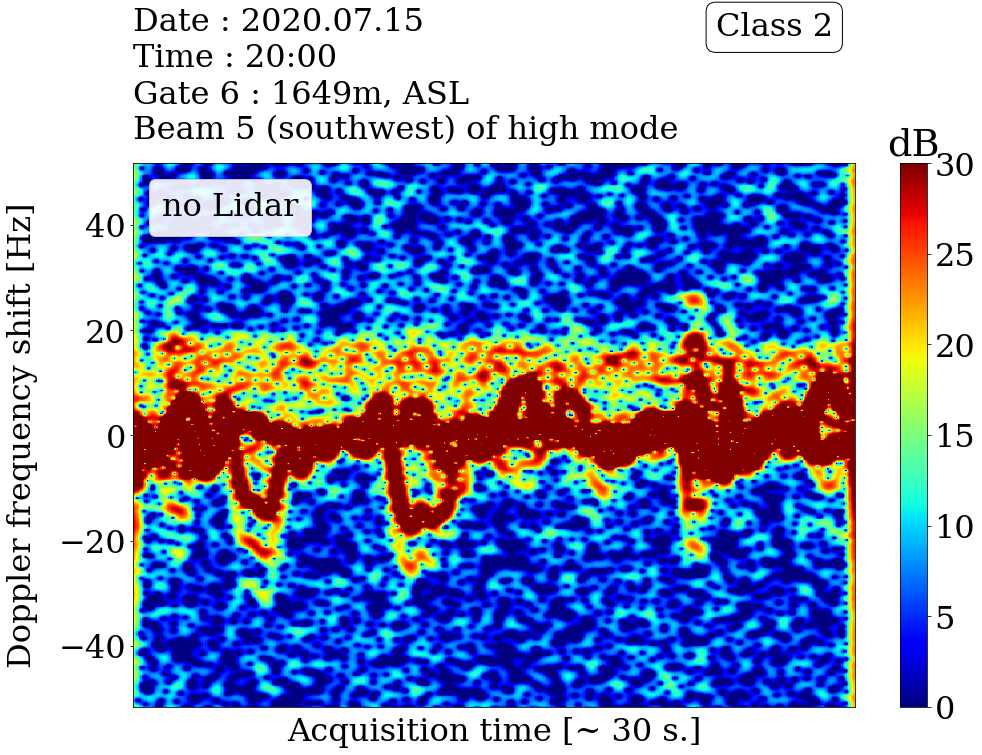 Date : 2020.07.15
Time : 20:00
Gate 6 : 1649m, ASL
Beam 5 (southwest) of high mode
Class 2
no Lidar
dB
30
25
20
15
10
5
0
40
20
0
−20
−40
Doppler frequency shift [Hz]
Acquisition time [~ 30 s.]